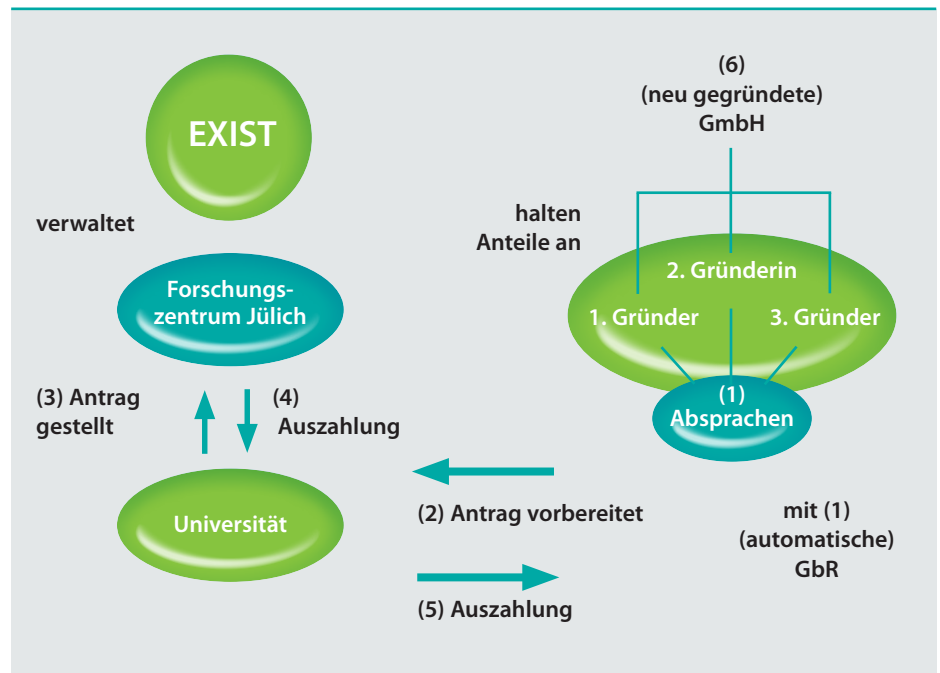 EXIST
verwaltet
Forschungs-
zentrum Jülich
(3) Antrag
gestellt
(4)
Auszahlung
Universität
(2) Antrag vorbereitet
(5) Auszahlung
(6)
(neu gegründete)
GmbH
halten
Anteile an
2. Gründerin
1. Gründer
3. Gründer
(1)
Absprachen
mit (1)
(automatische)
GbR